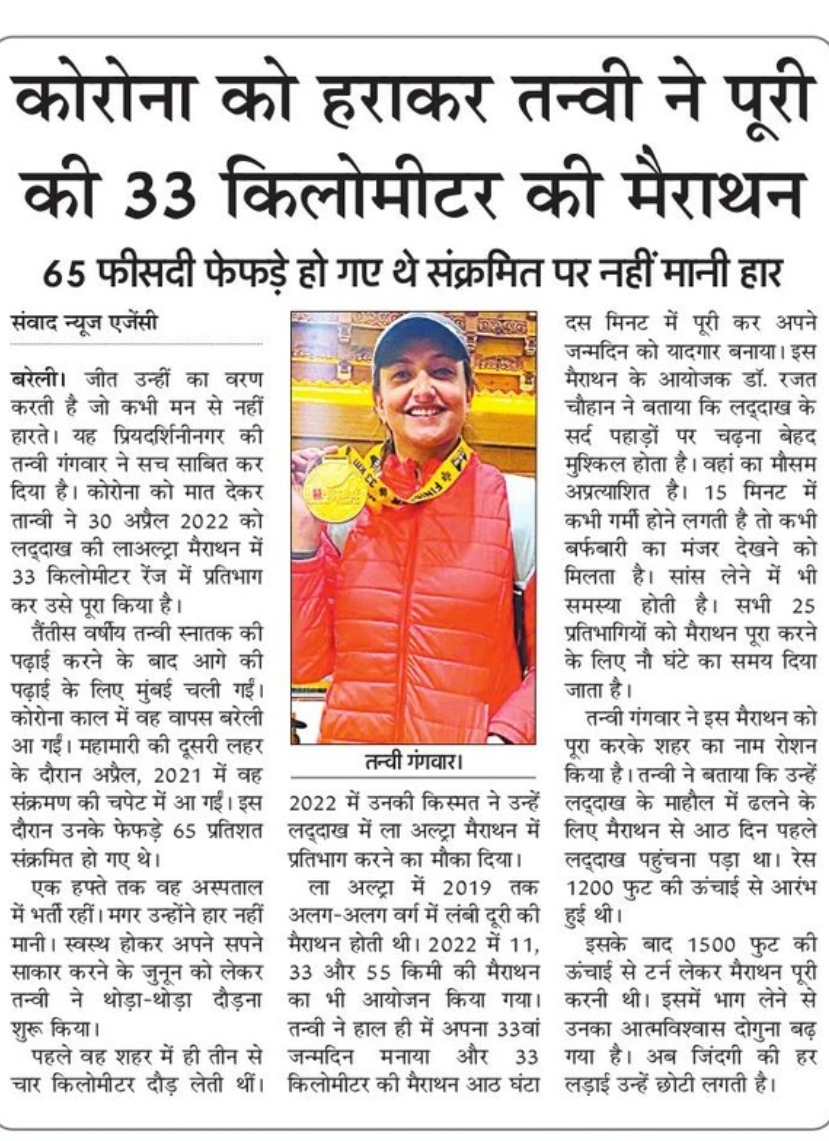 कोरोना को हराकर तन्वी ने पूरी
की 33 किलोमीटर की मैराथन
65 फीसदी फेफड़े हो गए थे संक्रमित पर नहीं मानी हार
संवाद न्यूज एजेंसी
बरेली। जीत उन्हीं का वरण
करती है जो कभी मन से नहीं
हारते। यह प्रियदर्शिनीनगर की
तन्वी गंगवार ने सच साबित कर
दिया है। कोरोना को मात देकर
तान्वी ने 30 अप्रैल 2022 को
लद्दाख की लाअल्ट्रा मैराथन में
33 किलोमीटर रेंज में प्रतिभाग
कर उसे पूरा किया है।
तैंतीस वर्षीय तन्वी स्नातक की
पढ़ाई करने के बाद आगे की
पढ़ाई के लिए मुंबई चली गईं।
कोरोना काल में वह वापस बरेली
आ गईं। महामारी की दूसरी लहर
के दौरान अप्रैल, 2021 में वह
संक्रमण की चपेट में आ गईं। इस
दौरान उनके फेफड़े 65 प्रतिशत
संक्रमित हो गए थे।
एक हफ्ते तक वह अस्पताल
में भर्ती रहीं। मगर उन्होंने हार नहीं
मानी। स्वस्थ होकर अपने सपने
साकार करने के जुनून को लेकर
तन्वी ने थोड़ा-थोड़ा दौड़ना
शुरू किया।
पहले वह शहर में ही तीन से
चार किलोमीटर दौड़ लेती थीं।
तन्वी गंगवार।
2022 में उनकी किस्मत ने उन्हें
लद्दाख में ला अल्ट्रा मैराथन में
प्रतिभाग करने का मौका दिया।
ला अल्ट्रा में 2019 तक
अलग-अलग वर्ग में लंबी दूरी की
मैराथन होती थी। 2022 में 11,
33 और 55 किमी की मैराथन
का भी आयोजन किया गया।
तन्वी ने हाल ही में अपना 33वां
जन्मदिन मनाया और 33
किलोमीटर की मैराथन आठ घंटा
दस मिनट में पूरी कर अपने
जन्मदिन को यादगार बनाया। इस
मैराथन के आयोजक डॉ. रजत
चौहान ने बताया कि लद्दाख के
सर्द पहाड़ों पर चढ़ना बेहद
मुश्किल होता है। वहां का मौसम
अप्रत्याशित है। 15 मिनट में
कभी गर्मी होने लगती है तो कभी
बर्फबारी का मंजर देखने को
मिलता है। सांस लेने में भी
समस्या होती है। सभी 25
प्रतिभागियों को मैराथन पूरा करने
के लिए नौ घंटे का समय दिया
जाता है।
तन्वी गंगवार ने इस मैराथन को
पूरा करके शहर का नाम रोशन
किया है। तन्वी ने बताया कि उन्हें
लद्दाख के माहौल में ढलने के
लिए मैराथन से आठ दिन पहले
लद्दाख पहुंचना पड़ा था। रेस
1200 फुट की ऊंचाई से आरंभ
हुई थी।
इसके बाद 1500 फुट की
ऊंचाई से टर्न लेकर मैराथन पूरी
करनी थी। इसमें भाग लेने से
उनका आत्मविश्वास दोगुना बढ़
गया है। अब जिंदगी की हर
लड़ाई उन्हें छोटी लगती है।